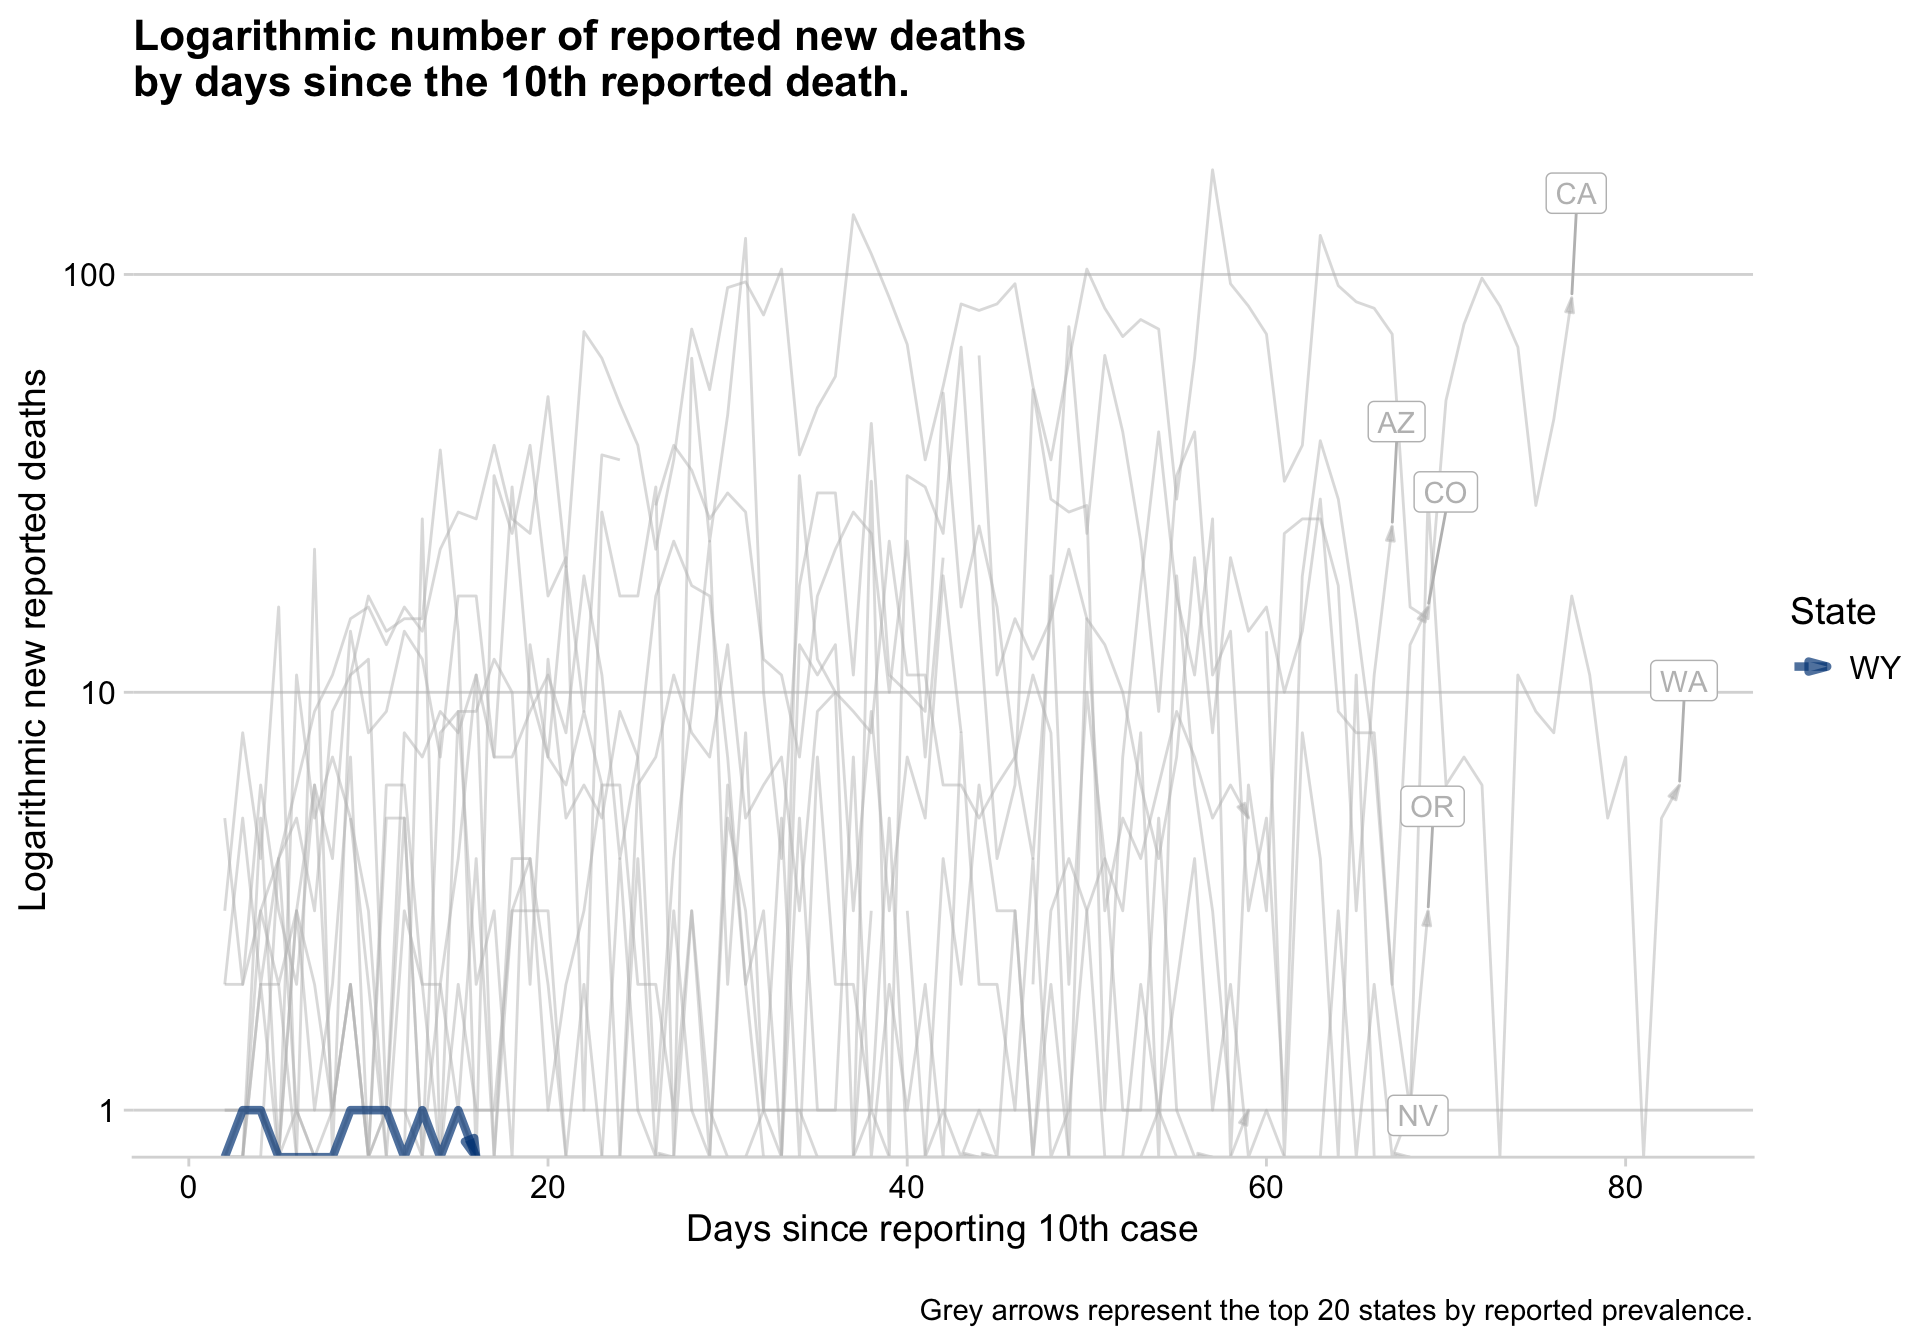 Logarithmic number of reported new deaths
by days since the 10th reported death.
Logarithmic new reported deaths
100
10
1
CA
AZ
CO
WA
OR
NV
State
WY
0 20 40 60 80
Days since reporting 10th case
Grey arrows represent the top 20 states by reported prevalence.